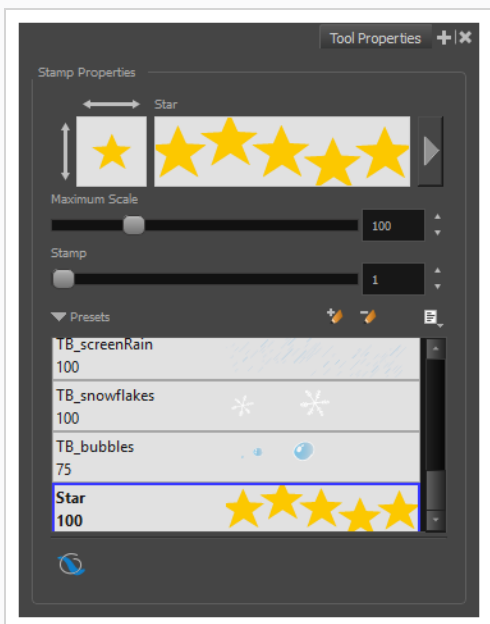 Tool Properties
Stamp Properties
Star
Maximum Scale
100
Stamp
1
Presets
TB_screenRain
100
TB_snowflakes
100
TB_bubbles
75
Star
100